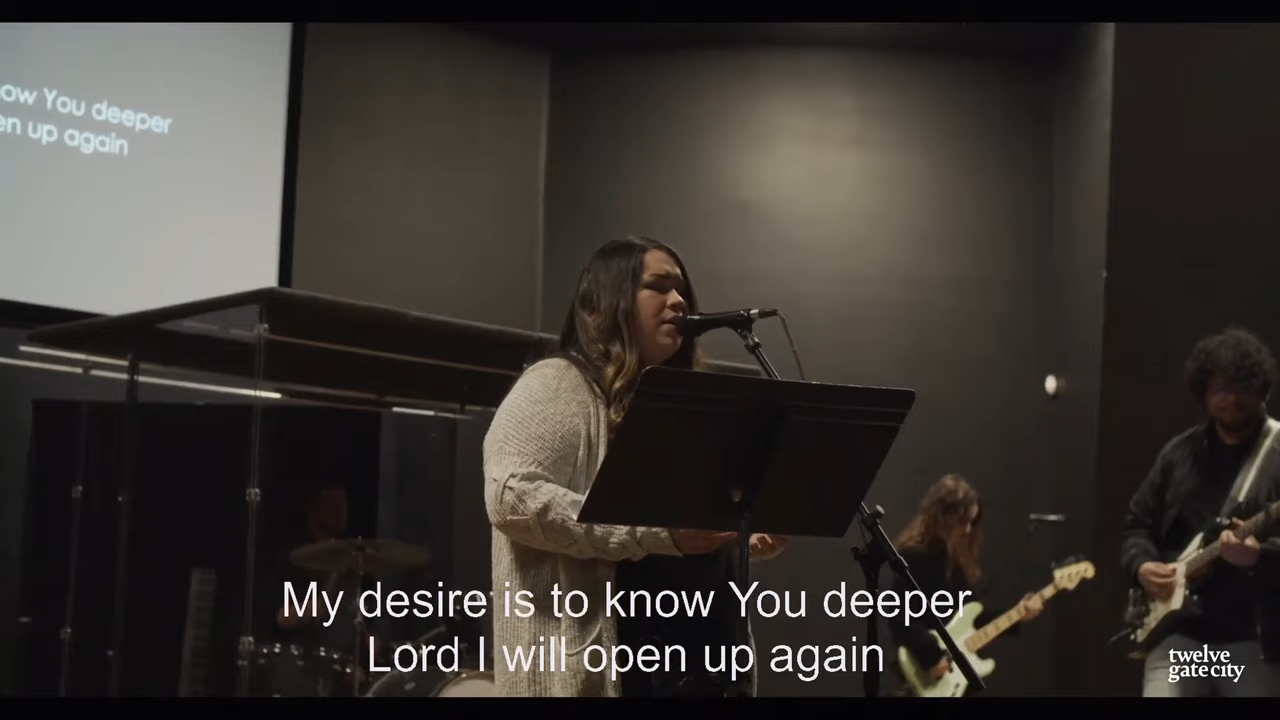 ow You deeper
en up again
My desire is to know You deeper
Lord I will open up again
twelve
gate city